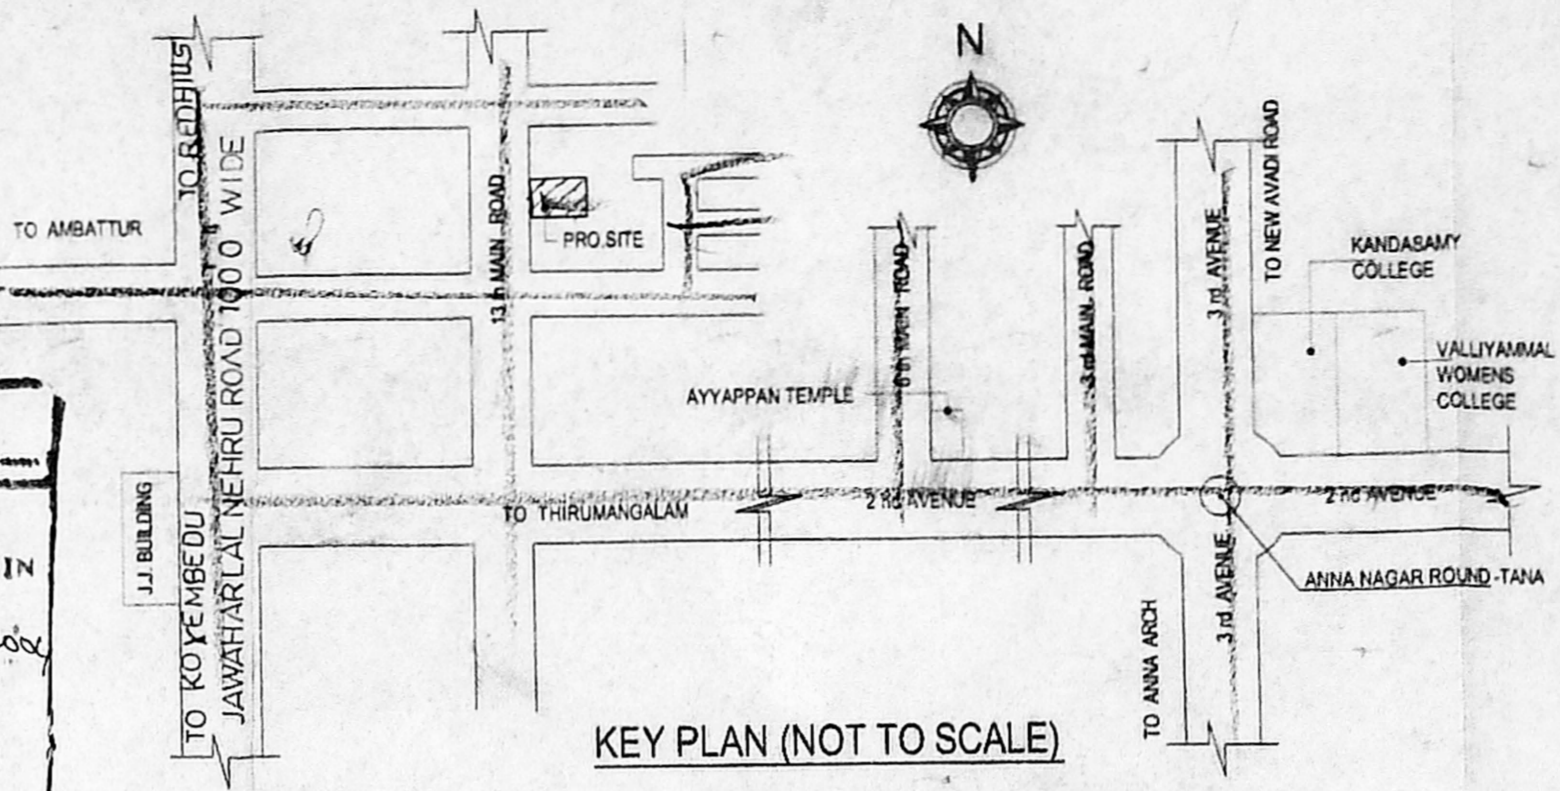 N
TO REDHILLS
JAWAHARLAL NEHRU ROAD 100'0 WIDE
TO AMBATTUR
13 th MAIN ROAD
PRO.SITE
3 rd AVENUE
TO NEW AVADI ROAD
KANDASAMY
COLLEGE
MAIN ROAD
3 rd MAIN ROAD
VALLIYAMMAL
WOMENS
COLLEGE
AYYAPPAN TEMPLE
J.J. BUILDING
TO KOYEMBEDU
TO THIRUMANGALAM
2 nd AVENUE
2 nd AVENUE
IN
3 rd AVENUE
ANNA NAGAR ROUND-TANA
TO ANNA ARCH
KEY PLAN (NOT TO SCALE)